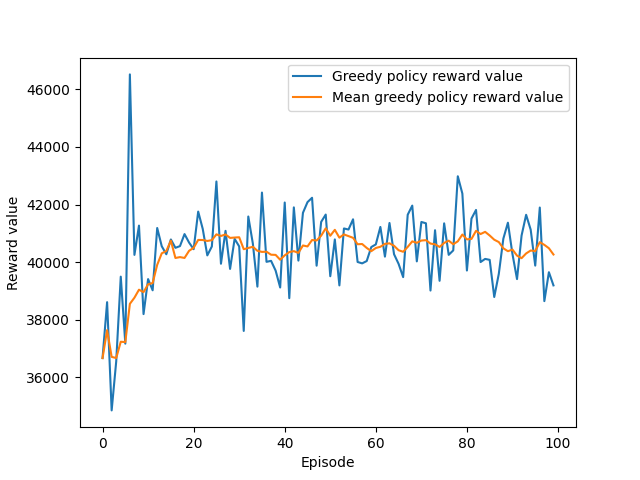 Greedy policy reward value
Mean greedy policy reward value
46000
44000
42000
40000
38000
36000
Reward value
0 20 40 60 80 100
Episode